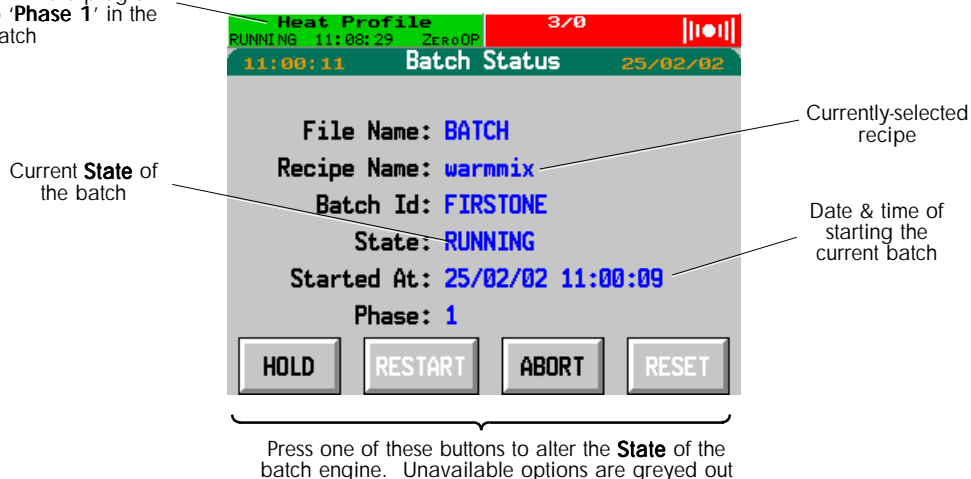 'Phase 1' in the
Heat Profile
RUNNING 11:08:29 ZEROOP
3/0
11:00:11 Batch Status 25/02/02
File Name: BATCH
Recipe Name: warmmix
Batch Id: FIRSTONE
State: RUNNING
Started At: 25/02/02 11:00:09
Phase: 1
HOLD RESTART ABORT RESET
Currently-selected
recipe
Current State of
the batch
Date & time of
starting the
current batch
Press one of these buttons to alter the State of the
batch engine. Unavailable options are greyed out